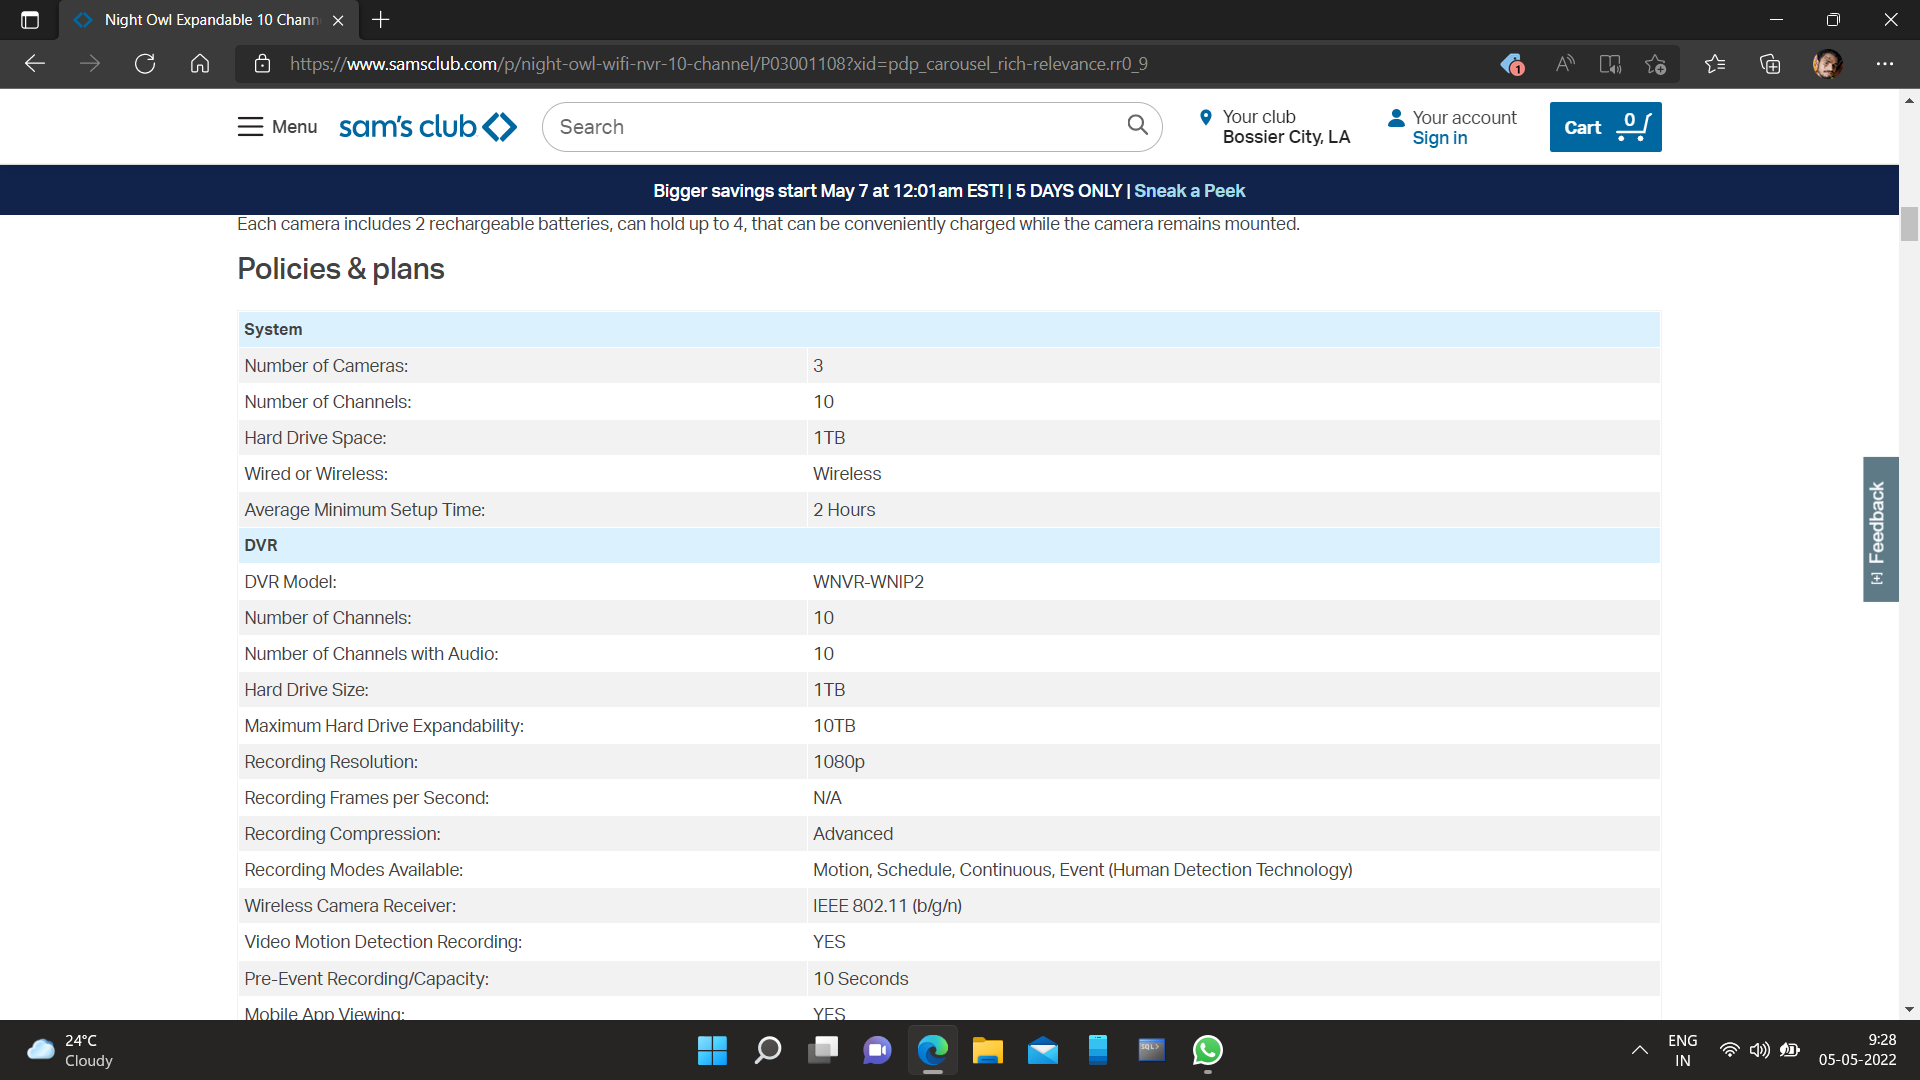 Night Owl Expandable 10 Chann
https://www.samsclub.com/p/night-owl-wifi-nvr-10-channel/P03001108?xid=pdp_carousel_rich-relevance.rr0_9
1
Menu
sam's club
Search
Your club
Bossier City, LA
Your account
Sign in
Cart
0
Bigger savings start May 7 at 12:01am EST! | 5 DAYS ONLY | Sneak a Peek
Each camera includes 2 rechargeable batteries, can hold up to 4, that can be conveniently charged while the camera remains mounted.
Policies & plans
System
Number of Cameras: 3
Number of Channels: 10
Hard Drive Space: 1TB
Wired or Wireless: Wireless
Average Minimum Setup Time: 2 Hours
DVR
DVR Model: WNVR-WNIP2
Number of Channels: 10
Number of Channels with Audio: 10
Hard Drive Size: 1TB
Maximum Hard Drive Expandability: 10TB
Recording Resolution: 1080p
Recording Frames per Second: N/A
Recording Compression: Advanced
Recording Modes Available: Motion, Schedule, Continuous, Event (Human Detection Technology)
Wireless Camera Receiver: IEEE 802.11 (b/g/n)
Video Motion Detection Recording: YES
Pre-Event Recording/Capacity: 10 Seconds
Mobile App Viewing: YES
[+] Feedback
24°C
Cloudy
SQL>
ENG
IN
9:28
05-05-2022